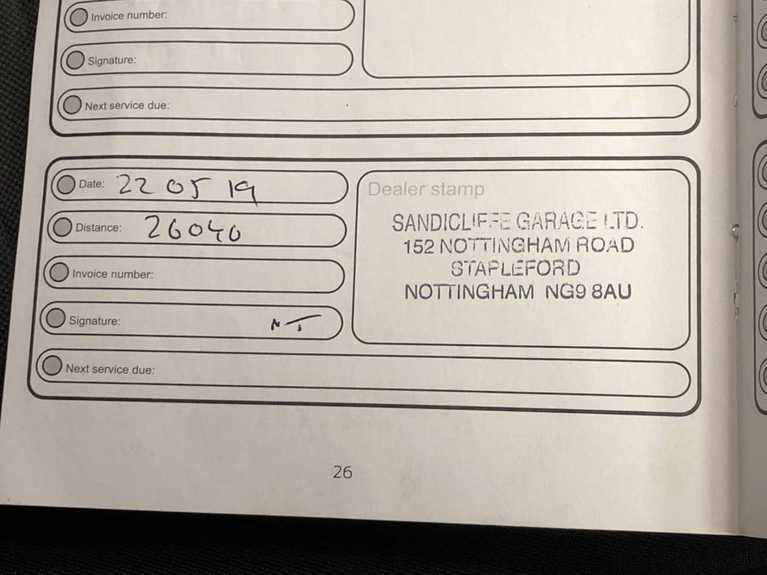 Invoice number:
Signature:
Next service due:
Date: 22 05 19
Distance: 26040
Invoice number:
Signature: NT
Next service due:
Dealer stamp
SANDICLIFFE GARAGE LTD.
152 NOTTINGHAM ROAD
STAPLEFORD
NOTTINGHAM NG9 8AU
26